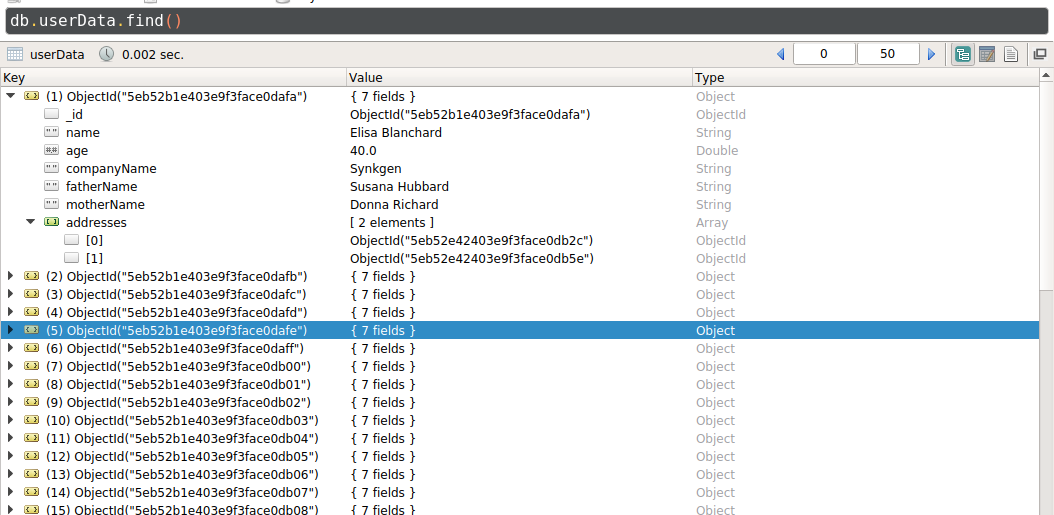 db.userData.find()
userData 0.002 sec. 0 50
Key Value Type
(1) ObjectId("5eb52b1e403e9f3face0dafa") { 7 fields } Object
_id ObjectId("5eb52b1e403e9f3face0dafa") ObjectId
"" name Elisa Blanchard String
## age 40.0 Double
"" companyName Synkgen String
"" fatherName Susana Hubbard String
"" motherName Donna Richard String
addresses [ 2 elements ] Array
[0] ObjectId("5eb52e42403e9f3face0db2c") ObjectId
[1] ObjectId("5eb52e42403e9f3face0db5e") ObjectId
(2) ObjectId("5eb52b1e403e9f3face0dafb") { 7 fields } Object
(3) ObjectId("5eb52b1e403e9f3face0dafc") { 7 fields } Object
(4) ObjectId("5eb52b1e403e9f3face0dafd") { 7 fields } Object
(5) ObjectId("5eb52b1e403e9f3face0dafe") { 7 fields } Object
(6) ObjectId("5eb52b1e403e9f3face0daff") { 7 fields } Object
(7) ObjectId("5eb52b1e403e9f3face0db00") { 7 fields } Object
(8) ObjectId("5eb52b1e403e9f3face0db01") { 7 fields } Object
(9) ObjectId("5eb52b1e403e9f3face0db02") { 7 fields } Object
(10) ObjectId("5eb52b1e403e9f3face0db03") { 7 fields } Object
(11) ObjectId("5eb52b1e403e9f3face0db04") { 7 fields } Object
(12) ObjectId("5eb52b1e403e9f3face0db05") { 7 fields } Object
(13) ObjectId("5eb52b1e403e9f3face0db06") { 7 fields } Object
(14) ObjectId("5eb52b1e403e9f3face0db07") { 7 fields } Object
(15) ObjectId("5eb52b1e403e9f3face0db08") { 7 fields } Object